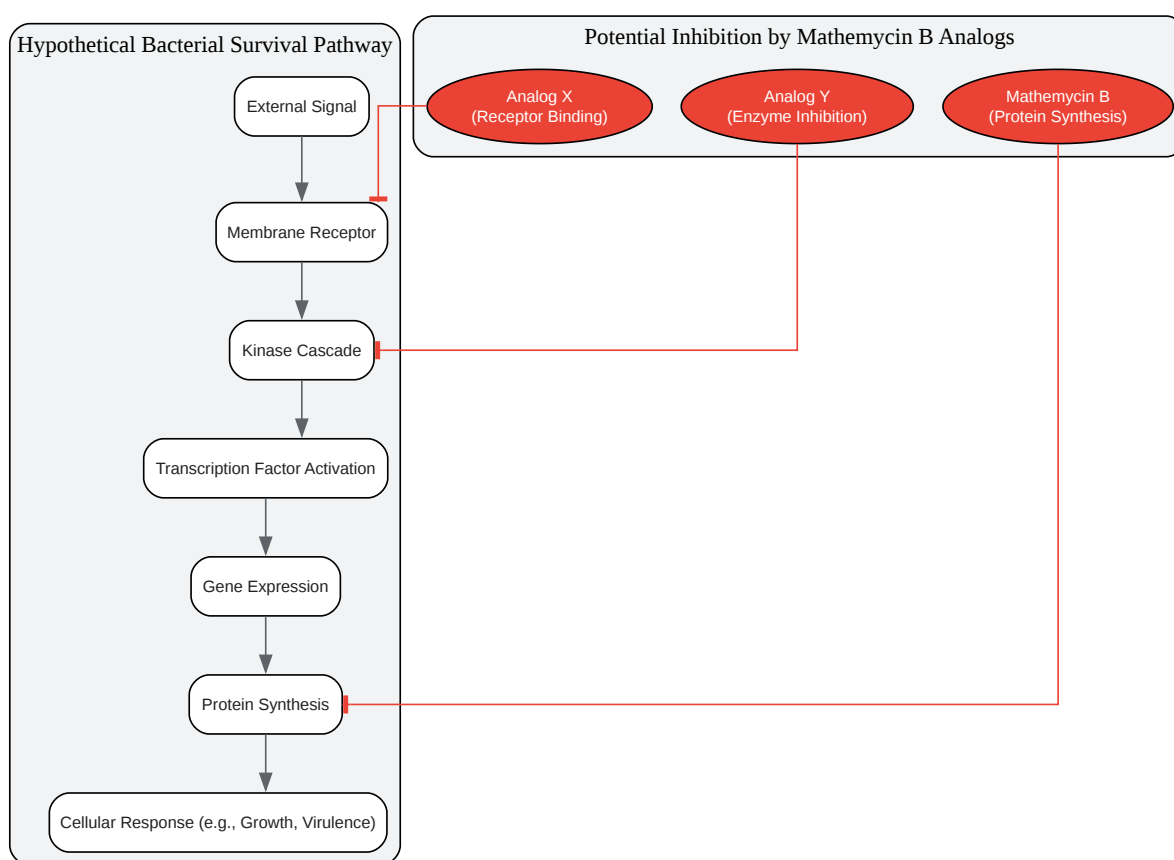 Hypothetical Bacterial Survival Pathway
External Signal
Membrane Receptor
Kinase Cascade
Transcription Factor Activation
Gene Expression
Protein Synthesis
Cellular Response (e.g., Growth, Virulence)
Potential Inhibition by Mathemycin B Analogs
Analog X
(Receptor Binding)
Analog Y
(Enzyme Inhibition)
Mathemycin B
(Protein Synthesis)